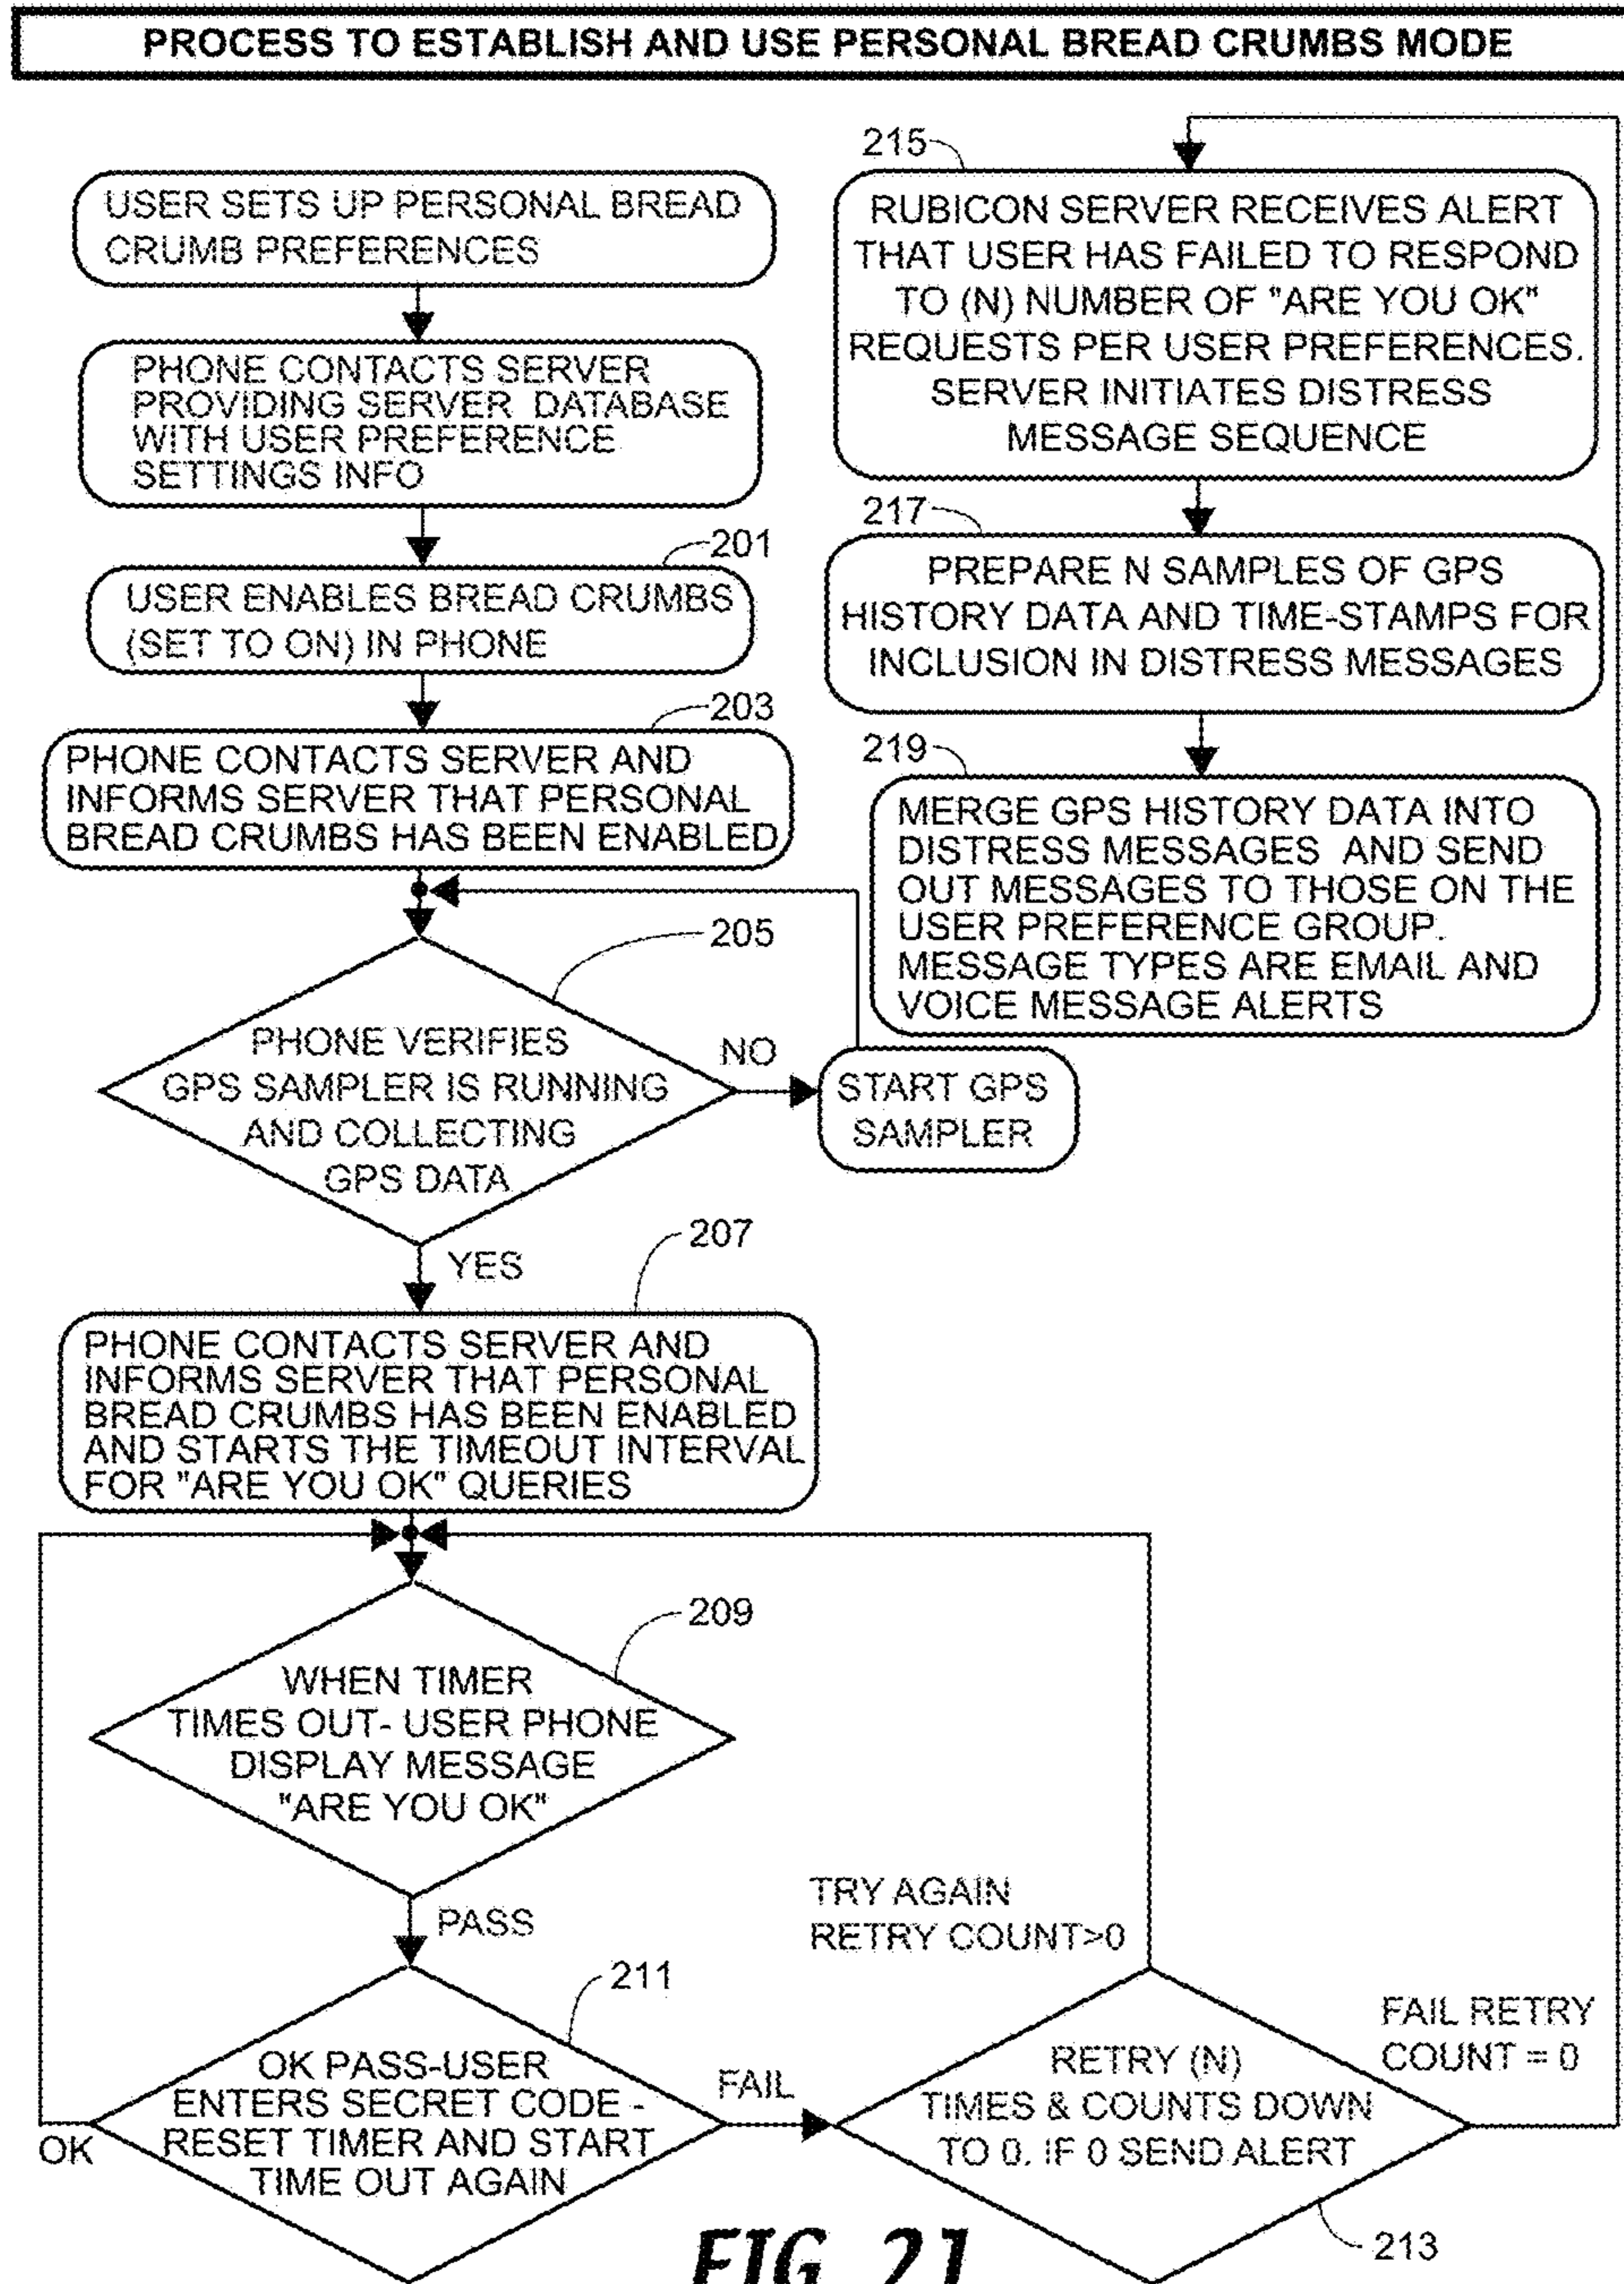 PROCESS TO ESTABLISH AND USE PERSONAL BREAD CRUMBS MODE
USER SETS UP PERSONAL BREAD
CRUMB PREFERENCES
PHONE CONTACTS SERVER
PROVIDING SERVER DATABASE
WITH USER PREFERENCE
SETTINGS INFO
201
USER ENABLES BREAD CRUMBS
(SET TO ON) IN PHONE
203
PHONE CONTACTS SERVER AND
INFORMS SERVER THAT PERSONAL
BREAD CRUMBS HAS BEEN ENABLED
205
PHONE VERIFIES
GPS SAMPLER IS RUNNING
AND COLLECTING
GPS DATA
NO
START GPS
SAMPLER
YES
207
PHONE CONTACTS SERVER AND
INFORMS SERVER THAT PERSONAL
BREAD CRUMBS HAS BEEN ENABLED
AND STARTS THE TIMEOUT INTERVAL
FOR "ARE YOU OK" QUERIES
209
WHEN TIMER
TIMES OUT- USER PHONE
DISPLAY MESSAGE
"ARE YOU OK"
PASS
211
OK PASS-USER
ENTERS SECRET CODE -
RESET TIMER AND START
TIME OUT AGAIN
OK
FAIL
TRY AGAIN
RETRY COUNT>0
RETRY (N)
TIMES & COUNTS DOWN
TO 0. IF 0 SEND ALERT
213
FAIL RETRY
COUNT = 0
215
RUBICON SERVER RECEIVES ALERT
THAT USER HAS FAILED TO RESPOND
TO (N) NUMBER OF "ARE YOU OK"
REQUESTS PER USER PREFERENCES.
SERVER INITIATES DISTRESS
MESSAGE SEQUENCE
217
PREPARE N SAMPLES OF GPS
HISTORY DATA AND TIME-STAMPS FOR
INCLUSION IN DISTRESS MESSAGES
219
MERGE GPS HISTORY DATA INTO
DISTRESS MESSAGES AND SEND
OUT MESSAGES TO THOSE ON THE
USER PREFERENCE GROUP.
MESSAGE TYPES ARE EMAIL AND
VOICE MESSAGE ALERTS
FIG. 21